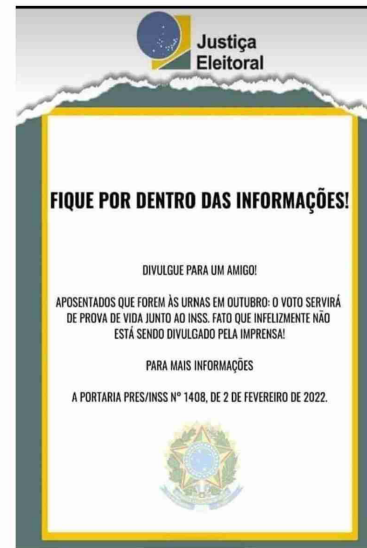 Justiça
Eleitoral
FIQUE POR DENTRO DAS INFORMAÇÕES!
DIVULGUE PARA UM AMIGO!
APOSENTADOS QUE FOREM ÀS URNAS EM OUTUBRO: O VOTO SERVIRÁ
DE PROVA DE VIDA JUNTO AO INSS. FATO QUE INFELIZMENTE NÃO
ESTÁ SENDO DIVULGADO PELA IMPRENSA!
PARA MAIS INFORMAÇÕES
A PORTARIA PRES/INSS Nº 1408, DE 2 DE FEVEREIRO DE 2022.